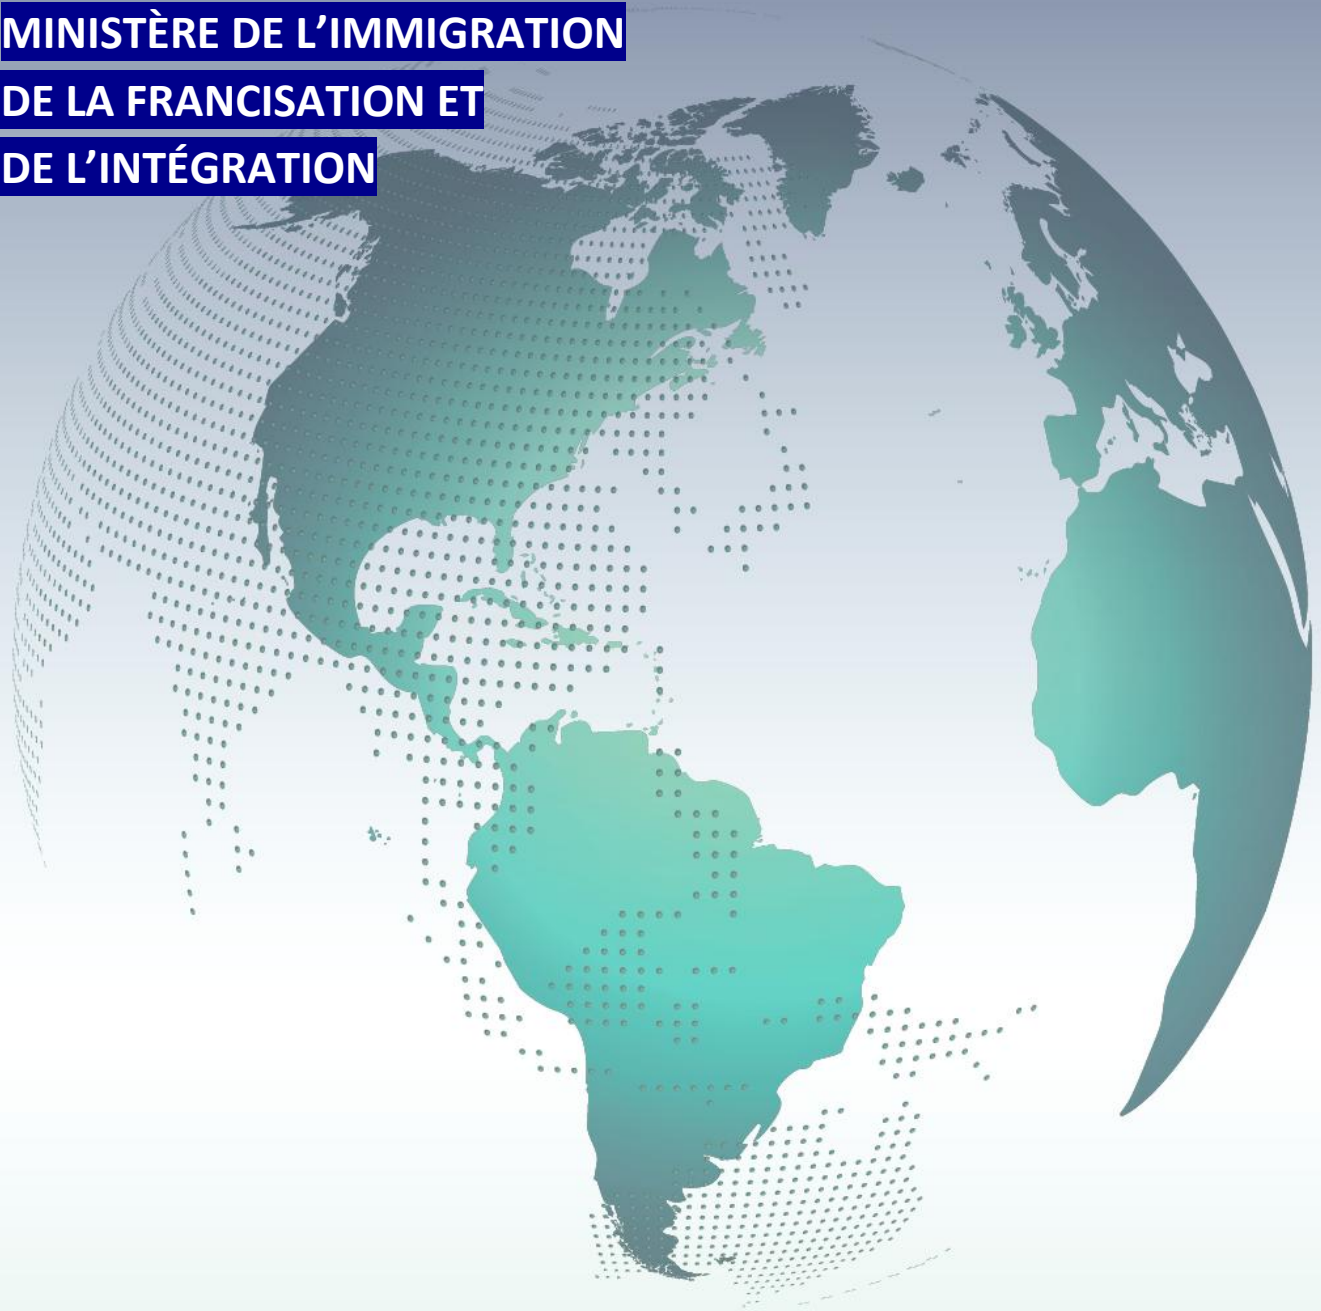 MINISTÈRE DE L’IMMIGRATION
DE LA FRANCISATION ET
DE L’INTÉGRATION